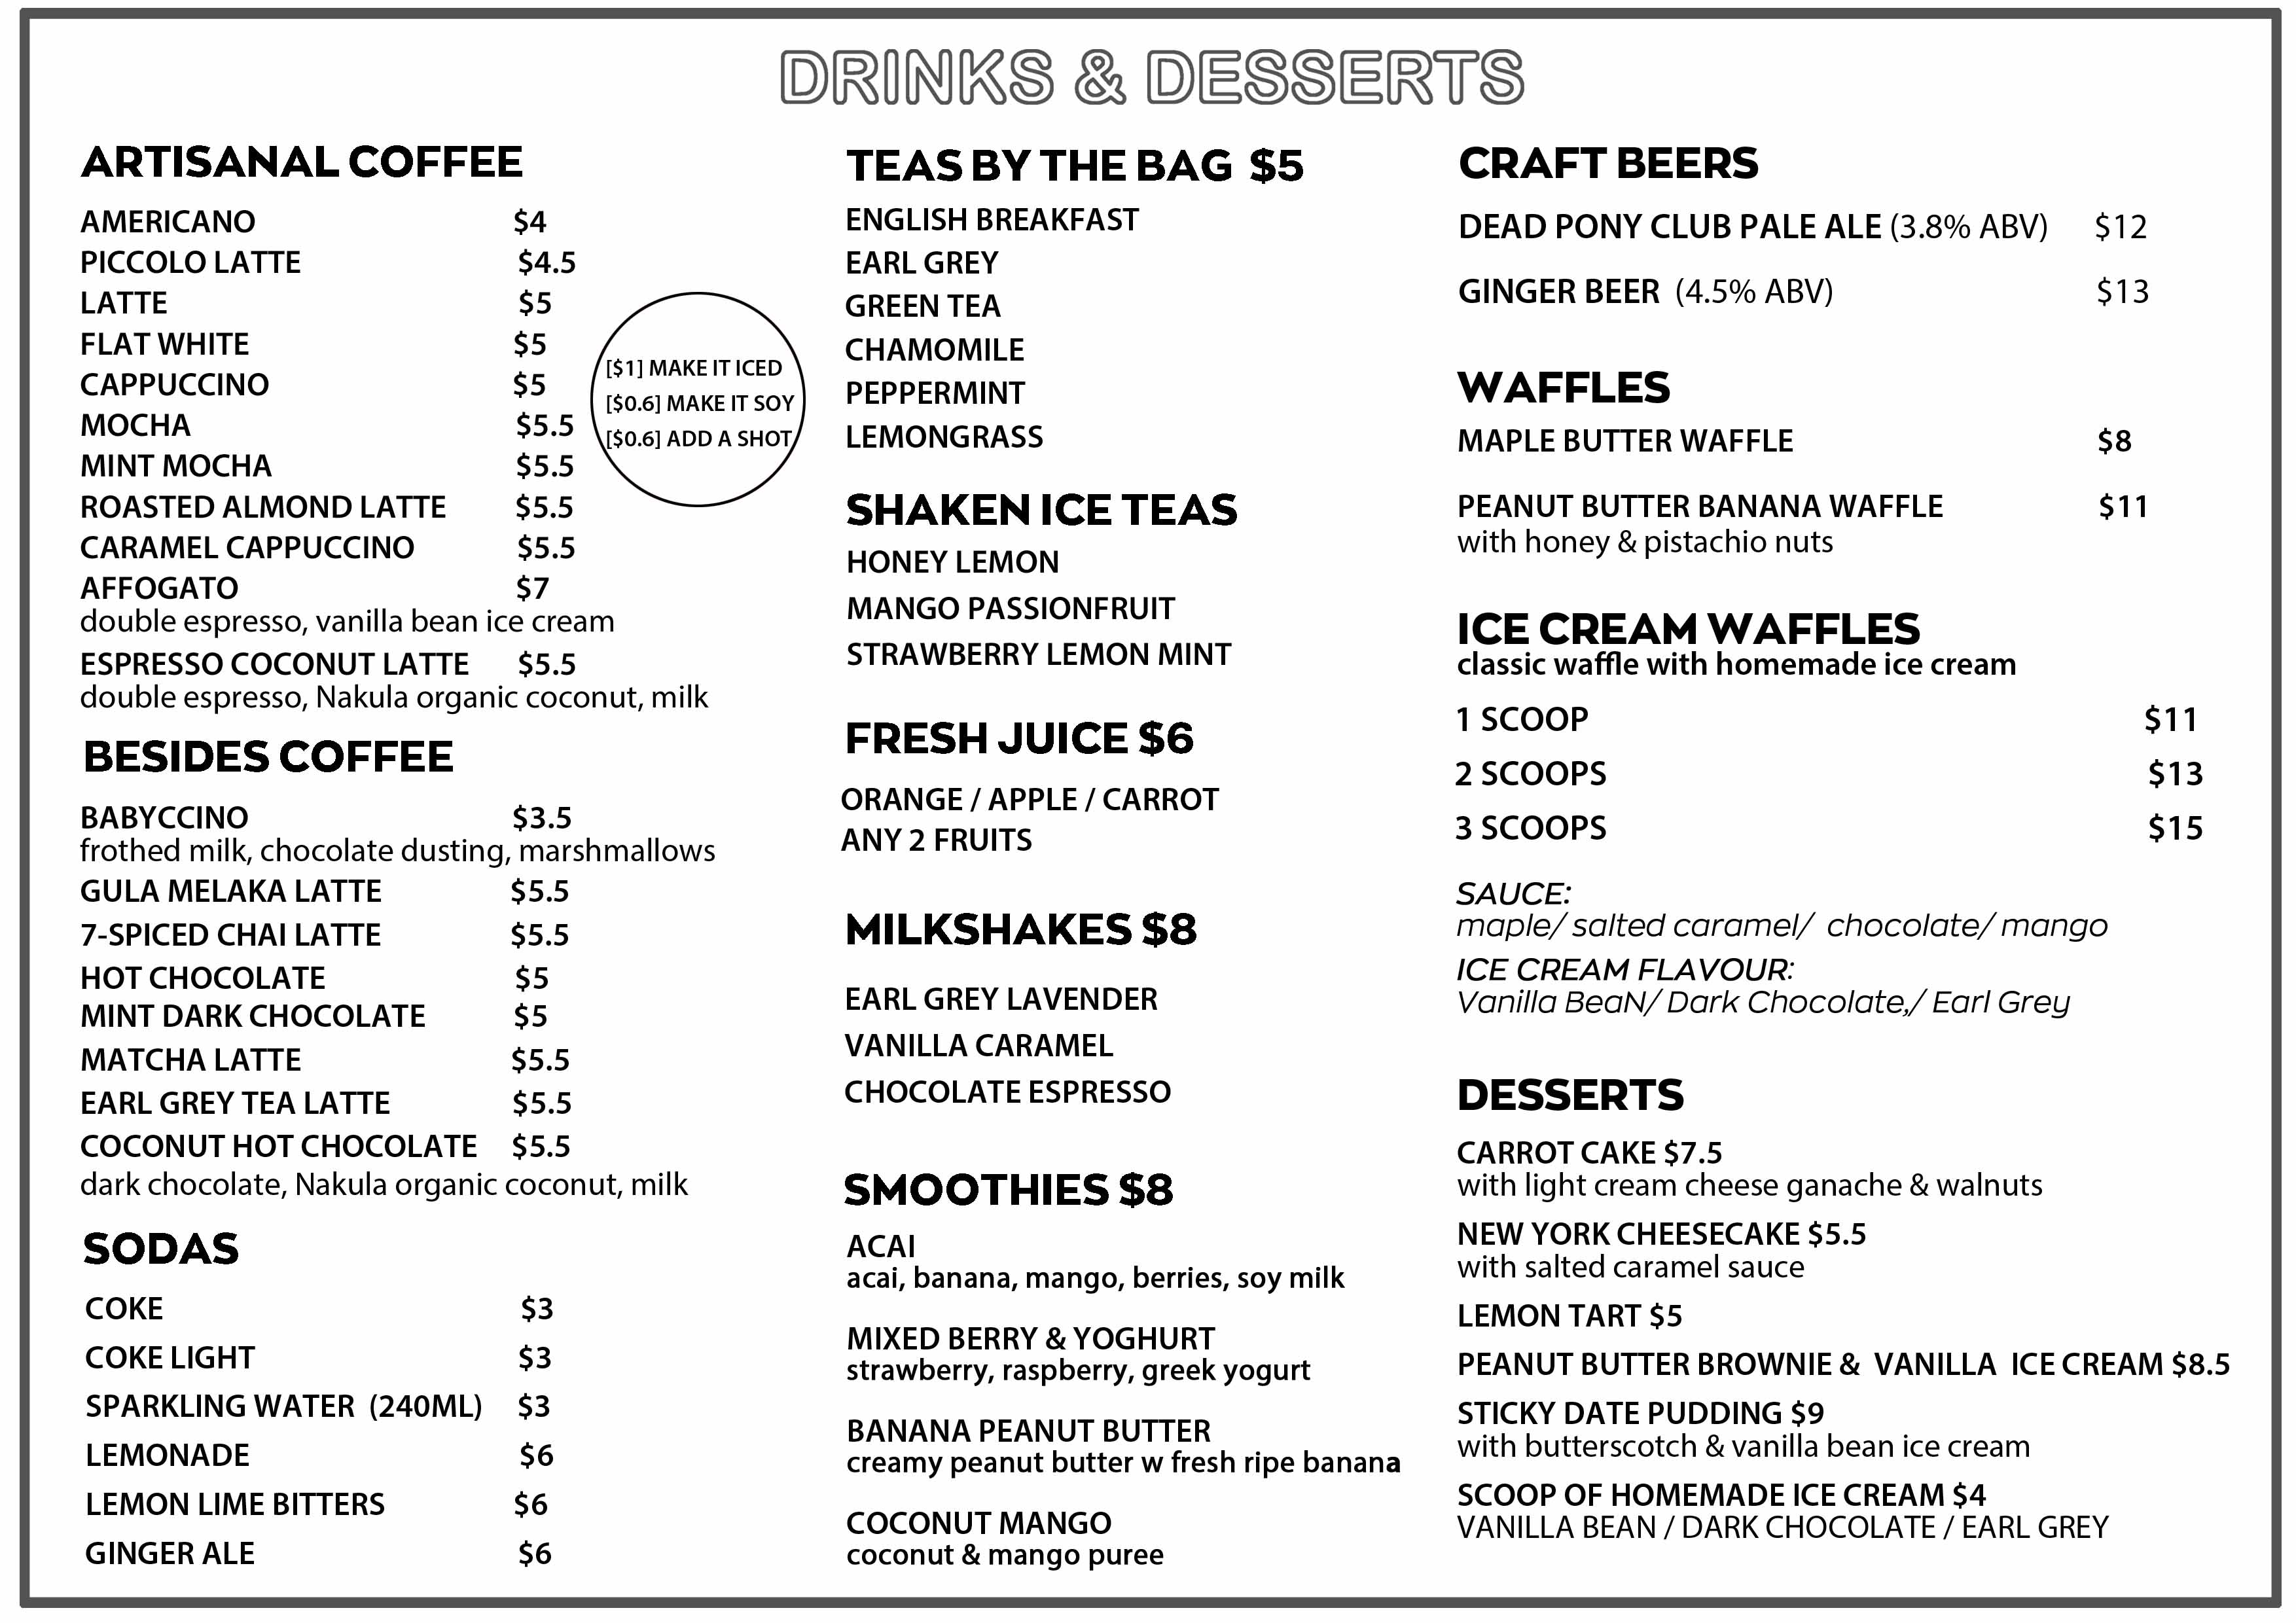 DRINKS & DESSERTS
ARTISANAL COFFEE
AMERICANO $4
PICCOLO LATTE $4.5
LATTE $5
FLAT WHITE $5
CAPPUCCINO $5
MOCHA $5.5
MINT MOCHA $5.5
ROASTED ALMOND LATTE $5.5
CARAMEL CAPPUCCINO $5.5
AFFOGATO $7
double espresso, vanilla bean ice cream
ESPRESSO COCONUT LATTE $5.5
double espresso, Nakula organic coconut, milk
[$1] MAKE IT ICED
[$0.6] MAKE IT SOY
[$0.6] ADD A SHOT
BESIDES COFFEE
BABYCCINO $3.5
frothed milk, chocolate dusting, marshmallows
GULA MELAKA LATTE $5.5
7-SPICED CHAI LATTE $5.5
HOT CHOCOLATE $5
MINT DARK CHOCOLATE $5
MATCHA LATTE $5.5
EARL GREY TEA LATTE $5.5
COCONUT HOT CHOCOLATE $5.5
dark chocolate, Nakula organic coconut, milk
SODAS
COKE $3
COKE LIGHT $3
SPARKLING WATER (240ML) $3
LEMONADE $6
LEMON LIME BITTERS $6
GINGER ALE $6
TEAS BY THE BAG $5
ENGLISH BREAKFAST
EARL GREY
GREEN TEA
CHAMOMILE
PEPPERMINT
LEMONGRASS
SHAKEN ICE TEAS
HONEY LEMON
MANGO PASSIONFRUIT
STRAWBERRY LEMON MINT
FRESH JUICE $6
ORANGE / APPLE / CARROT
ANY 2 FRUITS
MILKSHAKES $8
EARL GREY LAVENDER
VANILLA CARAMEL
CHOCOLATE ESPRESSO
SMOOTHIES $8
ACAI
acai, banana, mango, berries, soy milk
MIXED BERRY & YOGHURT
strawberry, raspberry, greek yogurt
BANANA PEANUT BUTTER
creamy peanut butter w fresh ripe banana
COCONUT MANGO
coconut & mango puree
CRAFT BEERS
DEAD PONY CLUB PALE ALE (3.8% ABV) $12
GINGER BEER (4.5% ABV) $13
WAFFLES
MAPLE BUTTER WAFFLE $8
PEANUT BUTTER BANANA WAFFLE $11
with honey & pistachio nuts
ICE CREAM WAFFLES
classic waffle with homemade ice cream
1 SCOOP $11
2 SCOOPS $13
3 SCOOPS $15
SAUCE:
maple/ salted caramel/ chocolate/ mango
ICE CREAM FLAVOUR:
Vanilla BeaN/ Dark Chocolate,/ Earl Grey
DESSERTS
CARROT CAKE $7.5
with light cream cheese ganache & walnuts
NEW YORK CHEESECAKE $5.5
with salted caramel sauce
LEMON TART $5
PEANUT BUTTER BROWNIE & VANILLA ICE CREAM $8.5
STICKY DATE PUDDING $9
with butterscotch & vanilla bean ice cream
SCOOP OF HOMEMADE ICE CREAM $4
VANILLA BEAN / DARK CHOCOLATE / EARL GREY